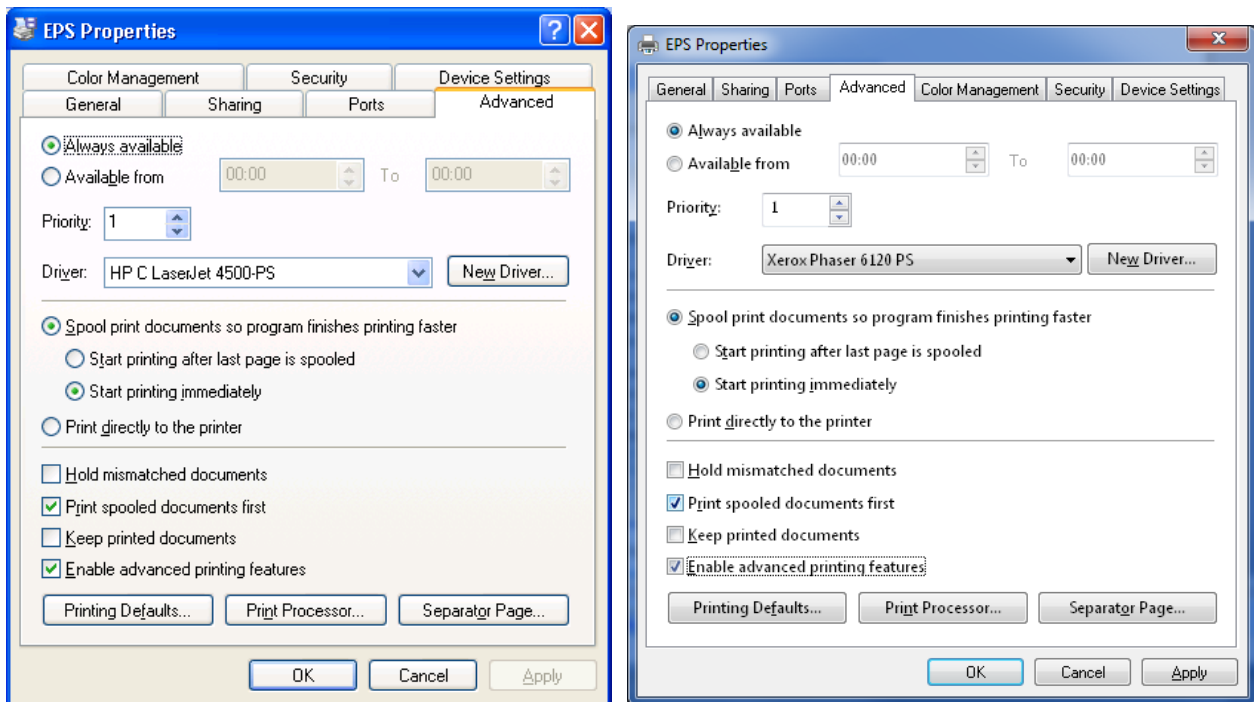 EPS Properties
Color Management Security Device Settings
General Sharing Ports Advanced
Always available
Available from 00:00 To 00:00
Priority: 1
Driver: HP C LaserJet 4500-PS New Driver...
Spool print documents so program finishes printing faster
Start printing after last page is spooled
Start printing immediately
Print directly to the printer
Hold mismatched documents
Print spooled documents first
Keep printed documents
Enable advanced printing features
Printing Defaults... Print Processor... Separator Page...
OK Cancel Apply
EPS Properties
General Sharing Ports Advanced Color Management Security Device Settings
Always available
Available from 00:00 To 00:00
Priority: 1
Driver: Xerox Phaser 6120 PS New Driver...
Spool print documents so program finishes printing faster
Start printing after last page is spooled
Start printing immediately
Print directly to the printer
Hold mismatched documents
Print spooled documents first
Keep printed documents
Enable advanced printing features
Printing Defaults... Print Processor... Separator Page...
OK Cancel Apply